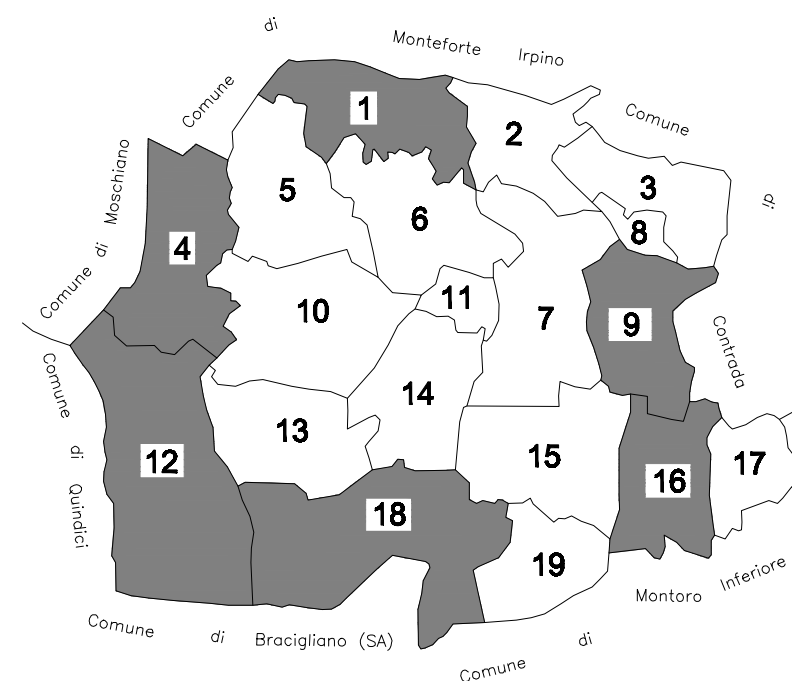 di
Monteforte Irpino
Comune
Comune
1
2
Comune di Moschiano
5
3
di
6
8
4
11
10
7
9
Contrada
14
Comune di Quindici
13
12
15
17
16
18
19
Inferiore
Montoro
Comune di Bracigliano (SA)
di
Comune